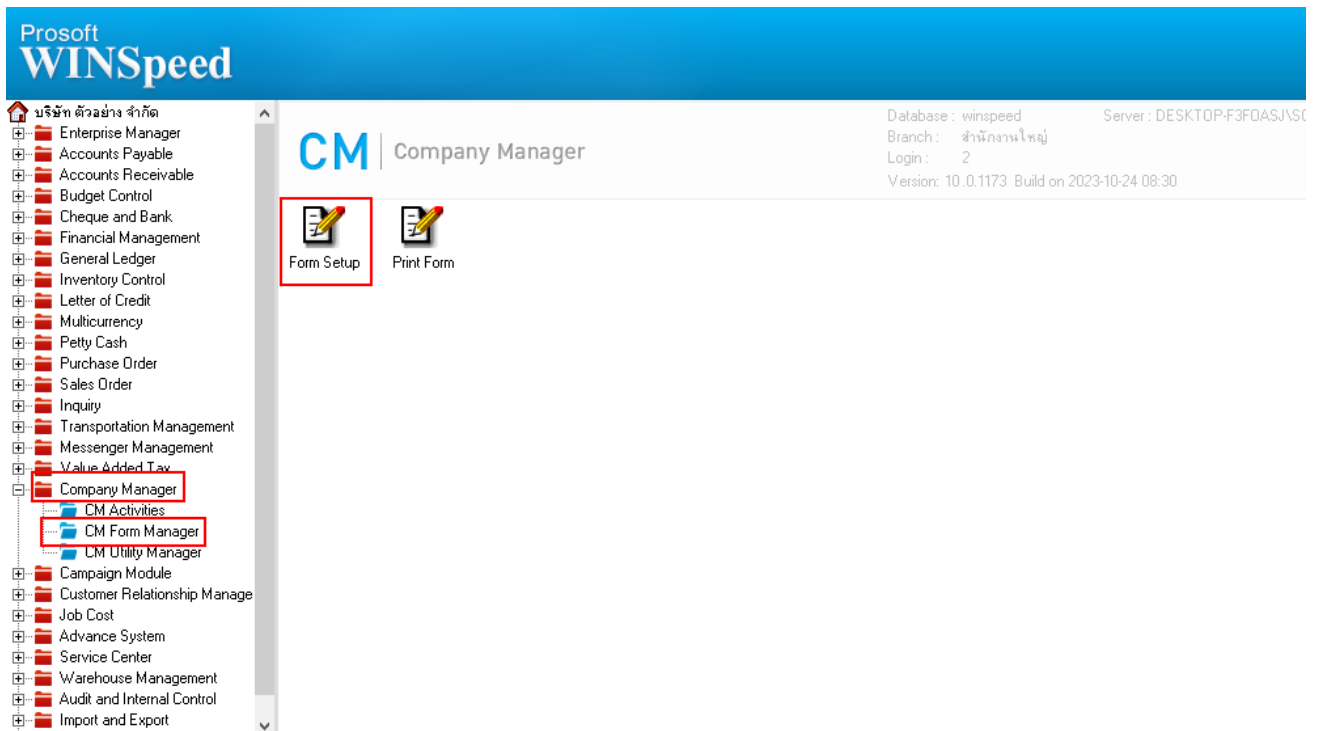 Prosoft
WINSpeed
บริษัท ตัวอย่าง จำกัด
Enterprise Manager
Accounts Payable
Accounts Receivable
Budget Control
Cheque and Bank
Financial Management
General Ledger
Inventory Control
Letter of Credit
Multicurrency
Petty Cash
Purchase Order
Sales Order
Inquiry
Transportation Management
Messenger Management
Value Added Tax
Company Manager
CM Activities
CM Form Manager
CM Utility Manager
Campaign Module
Customer Relationship Manage
Job Cost
Advance System
Service Center
Warehouse Management
Audit and Internal Control
Import and Export
CM Company Manager
Database : winspeed Server : DESKTOP-F3FOASJ\SQ
Branch : สำนักงานใหญ่
Login : 2
Version: 10.0.1173 Build on 2023-10-24 08:30
Form Setup Print Form